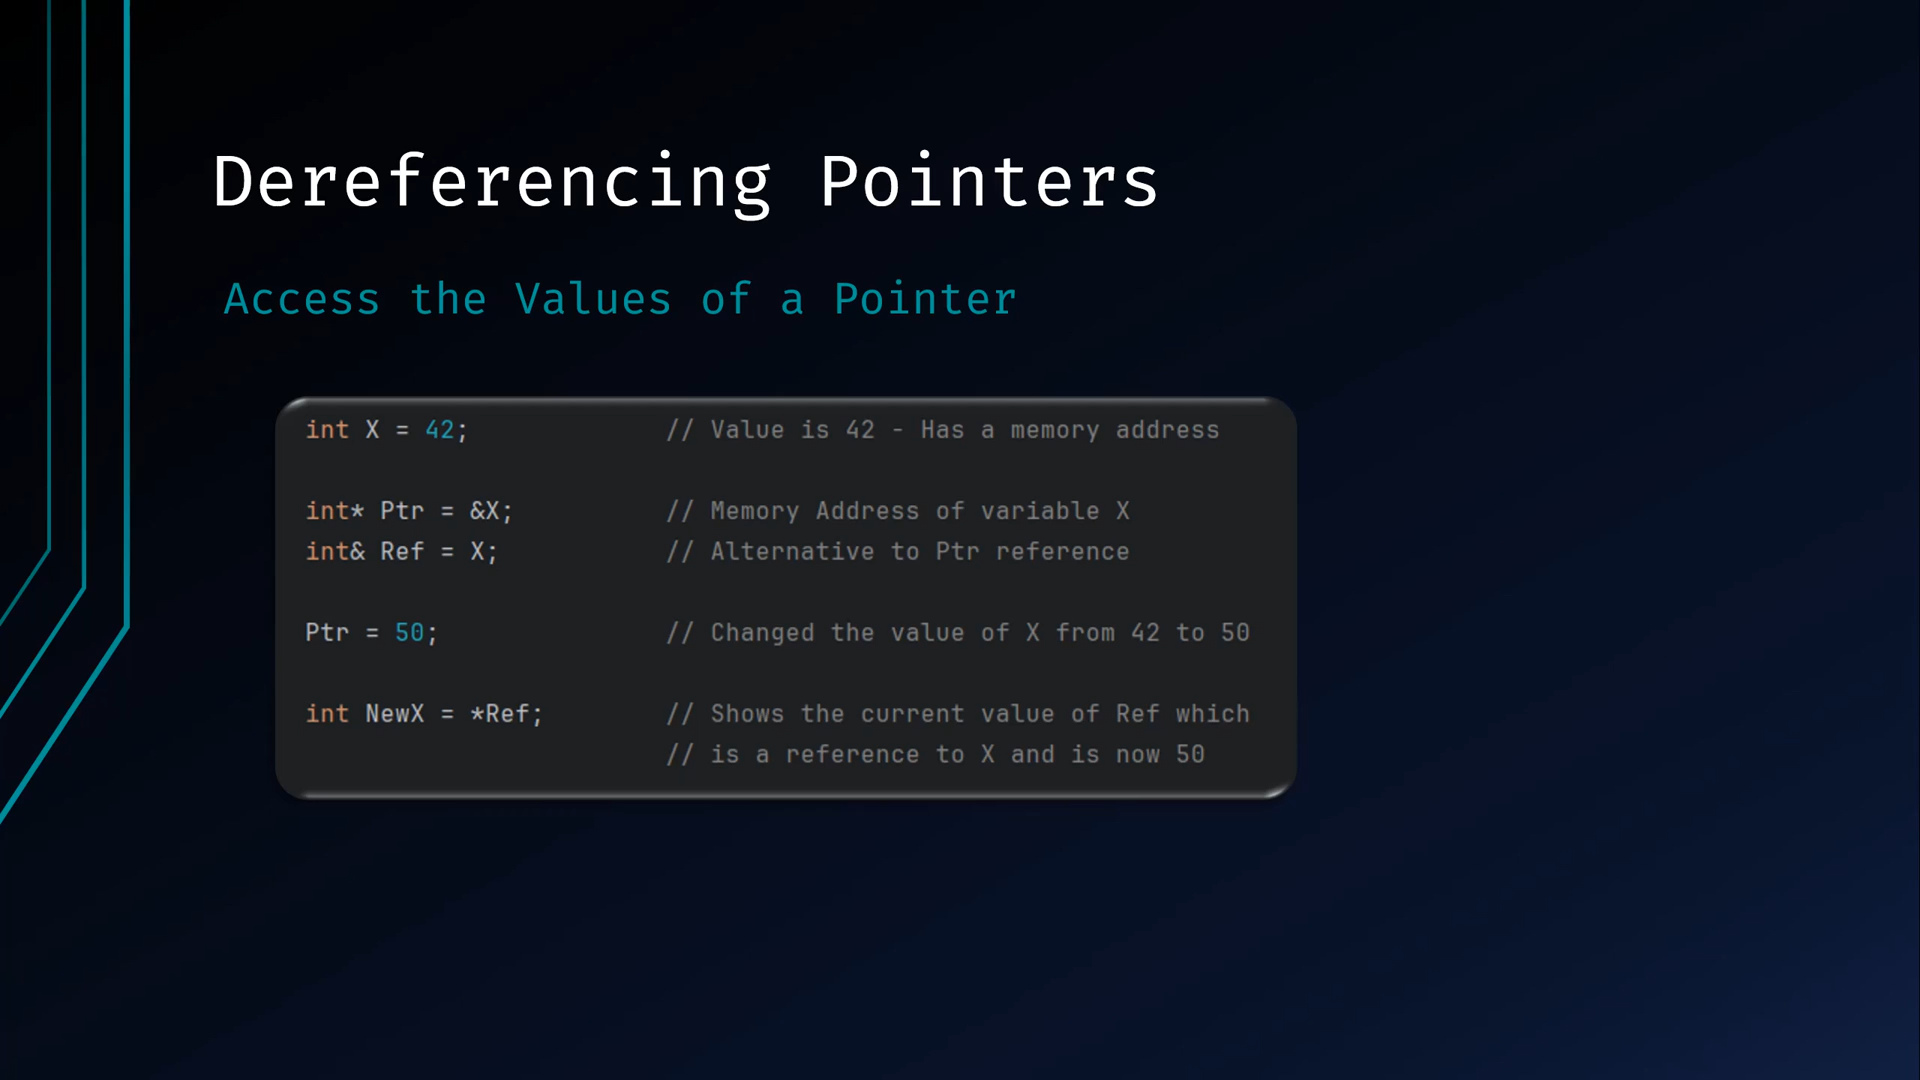 Dereferencing Pointers
Access the Values of a Pointer
int X = 42; // Value is 42 - Has a memory address
int* Ptr = &X; // Memory Address of variable X
int& Ref = X; // Alternative to Ptr reference
Ptr = 50; // Changed the value of X from 42 to 50
int NewX = *Ref; // Shows the current value of Ref which
// is a reference to X and is now 50